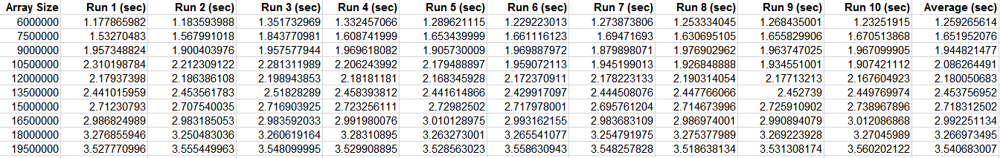 Array Size Run 1 (sec) Run 2 (sec) Run 3 (sec) Run 4 (sec) Run 5 (sec) Run 6 (sec) Run 7 (sec) Run 8 (sec) Run 9 (sec) Run 10 (sec) Average (sec)
6000000 1.177865982 1.183593988 1.351732969 1.332457066 1.289621115 1.229223013 1.273873806 1.253334045 1.268435001 1.23251915 1.259265614
7500000 1.53270483 1.567991018 1.843770981 1.608741999 1.653439999 1.661116123 1.69471693 1.630695105 1.655829906 1.670513868 1.651952076
9000000 1.957348824 1.900403976 1.957577944 1.969618082 1.905730009 1.969887972 1.879898071 1.976902962 1.963747025 1.967099905 1.944821477
10500000 2.310198784 2.212309122 2.281311989 2.206243992 2.179488897 1.959072113 1.945199013 1.926848888 1.934551001 1.907421112 2.086264491
12000000 2.17937398 2.186386108 2.198943853 2.18181181 2.168345928 2.172370911 2.178223133 2.190314054 2.17713213 2.167604923 2.180050683
13500000 2.441015959 2.453561783 2.51828289 2.458393812 2.441614866 2.429917097 2.444508076 2.447766066 2.452739 2.449769974 2.453756952
15000000 2.71230793 2.707540035 2.716903925 2.723256111 2.72982502 2.717978001 2.695761204 2.714673996 2.725910902 2.738967896 2.718312502
16500000 2.986824989 2.983185053 2.983592033 2.991980076 3.010128975 2.993162155 2.983683109 2.986974001 2.990894079 3.012086868 2.992251134
18000000 3.276855946 3.250483036 3.260619164 3.28310895 3.263273001 3.265541077 3.254791975 3.275377989 3.269223928 3.27045989 3.266973495
19500000 3.527770996 3.555449963 3.548099995 3.529908895 3.528563023 3.558630943 3.548257828 3.518638134 3.531308174 3.560202122 3.540683007